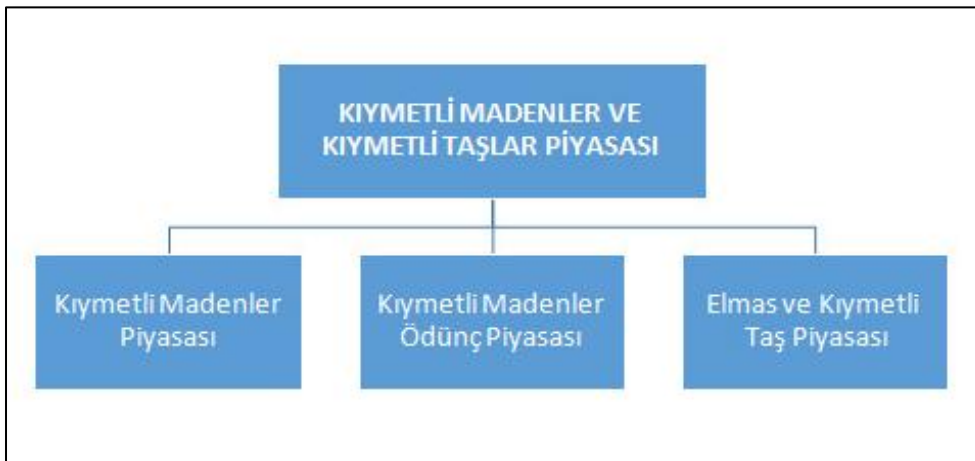 KIYMETLİ MADENLER VE
KIYMETLİ TAŞLAR PİYASASI
Kıymetli Madenler
Piyasası
Kıymetli Madenler
Ödünç Piyasası
Elmas ve Kıymetli
Taş Piyasası